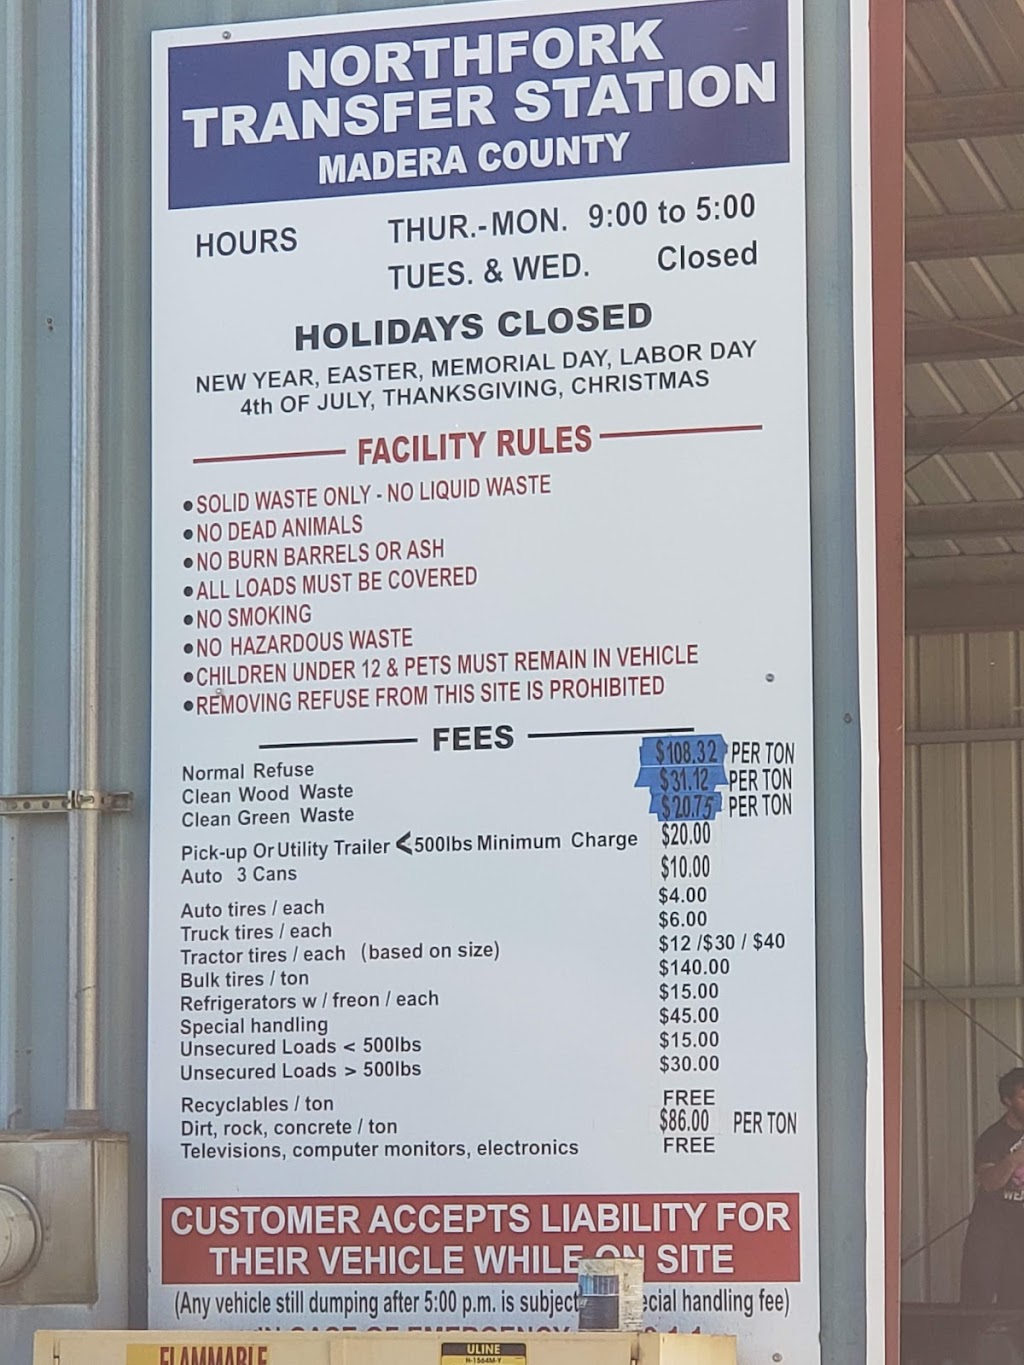 NORTHFORK
TRANSFER STATION
MADERA COUNTY
HOURS THUR.-MON. 9:00 to 5:00
TUES. & WED. Closed
HOLIDAYS CLOSED
NEW YEAR, EASTER, MEMORIAL DAY, LABOR DAY
4th OF JULY, THANKSGIVING, CHRISTMAS
FACILITY RULES
•SOLID WASTE ONLY - NO LIQUID WASTE
•NO DEAD ANIMALS
•NO BURN BARRELS OR ASH
•ALL LOADS MUST BE COVERED
•NO SMOKING
•NO HAZARDOUS WASTE
•CHILDREN UNDER 12 & PETS MUST REMAIN IN VEHICLE
•REMOVING REFUSE FROM THIS SITE IS PROHIBITED
FEES
Normal Refuse $108.32 PER TON
Clean Wood Waste $31.12 PER TON
Clean Green Waste $20.75 PER TON
Pick-up Or Utility Trailer <500lbs Minimum Charge $20.00
Auto 3 Cans $10.00
Auto tires / each $4.00
Truck tires / each $6.00
Tractor tires / each (based on size) $12 /$30 / $40
Bulk tires / ton $140.00
Refrigerators w / freon / each $15.00
Special handling $45.00
Unsecured Loads < 500lbs $15.00
Unsecured Loads > 500lbs $30.00
Recyclables / ton FREE
Dirt, rock, concrete / ton $86.00 PER TON
Televisions, computer monitors, electronics FREE
CUSTOMER ACCEPTS LIABILITY FOR
THEIR VEHICLE WHILE ON SITE
(Any vehicle still dumping after 5:00 p.m. is subject ecial handling fee)
IN CASE OF EMERGENCY
FLAMMABLE
ULINE
H-1564M-Y